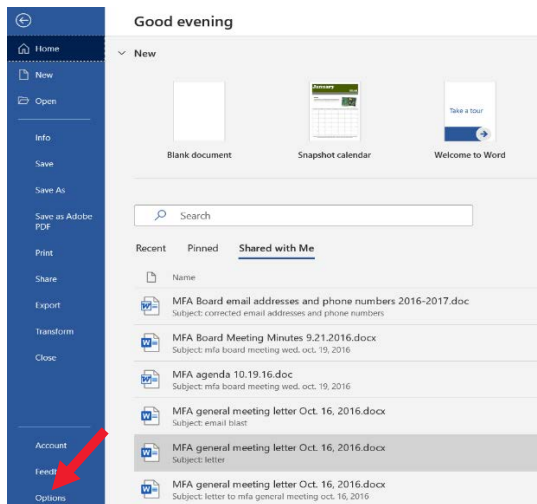 Good evening
Home
New
Open
Info
Save
Save As
Save as Adobe
PDF
Print
Share
Export
Transform
Close
Account
Options
New
January
Take a tour
Blank document
Snapshot calendar
Welcome to Word
Search
Recent Pinned Shared with Me
Name
MFA Board email addresses and phone numbers 2016-2017.doc
Subject: corrected email addresses and phone numbers
MFA Board Meeting Minutes 9.21.2016.docx
Subject: mfa board meeting wed. oct. 19, 2016
MFA agenda 10.19.16.doc
Subject: mfa board meeting wed. oct. 19, 2016
MFA general meeting letter Oct. 16, 2016.docx
Subject: email blast
MFA general meeting letter Oct. 16, 2016.docx
Subject: letter
MFA general meeting letter Oct. 16, 2016.docx
Subject: letter to mfa general meeting oct. 16, 2016